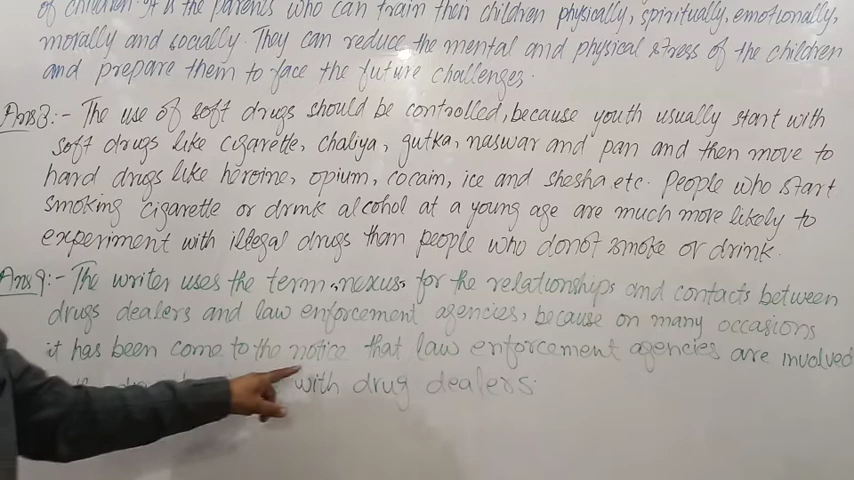 of children. It is the parents who can train their children physically, spiritually, emotionally,
morally and socially. They can reduce the mental and physical stress of the children
and prepare them to face the future challenges.
Ans8:- The use of soft drugs should be controlled, because youth usually start with
soft drugs like cigarette, chaliya, gutka, naswar and pan and then move to
hard drugs like heroine, opium, cocain, ice and shesha etc. People who start
smoking cigarette or drink alcohol at a young age are much more likely to
experiment with illegal drugs than people who donot smoke or drink.
Ans9:- The writer uses the term "nexus" for the relationships and contacts between
drugs dealers and law enforcement agencies, because on many occasions
it has been come to the notice that law enforcement agencies are involved
with drug dealers.